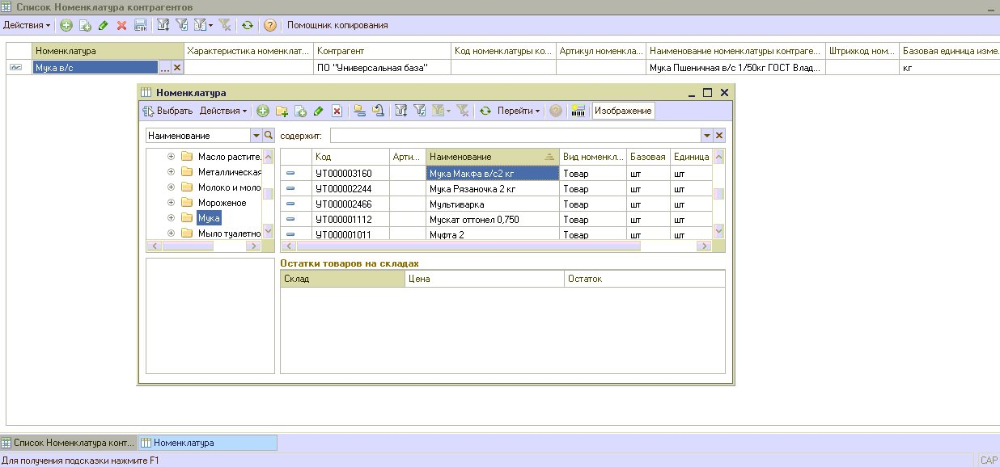 Список Номенклатура контрагентов
Действия Помощник копирования
Номенклатура Характеристика номенклат... Контрагент Код номенклатуры ко... Артикул номенкла... Наименование номенклатуры контраге... Штрихкод ном... Базовая единица изме.
Мука в/с ... ПО "Универсальная база" Мука Пшеничная в/с 1/50кг ГОСТ Влад... кг
Номенклатура
Выбрать Действия Перейти Изображение
Наименование содержит:
Код Арти... Наименование Вид номенкл... Базовая Единица
Масло растите.
УТ000003160 Мука Макфа в/с2 кг Товар шт шт
Металлическая
УТ000002244 Мука Рязаночка 2 кг Товар шт шт
Молоко и моло
УТ000002466 Мультиварка Товар шт шт
Мороженое
УТ000001112 Мускат оттонел 0,750 Товар шт шт
Мука
УТ000001011 Муфта 2 Товар шт шт
Мыло туалетно
Остатки товаров на складах
Склад Цена Остаток
Список Номенклатура конт... Номенклатура
Для получения подсказки нажмите F1 CAP